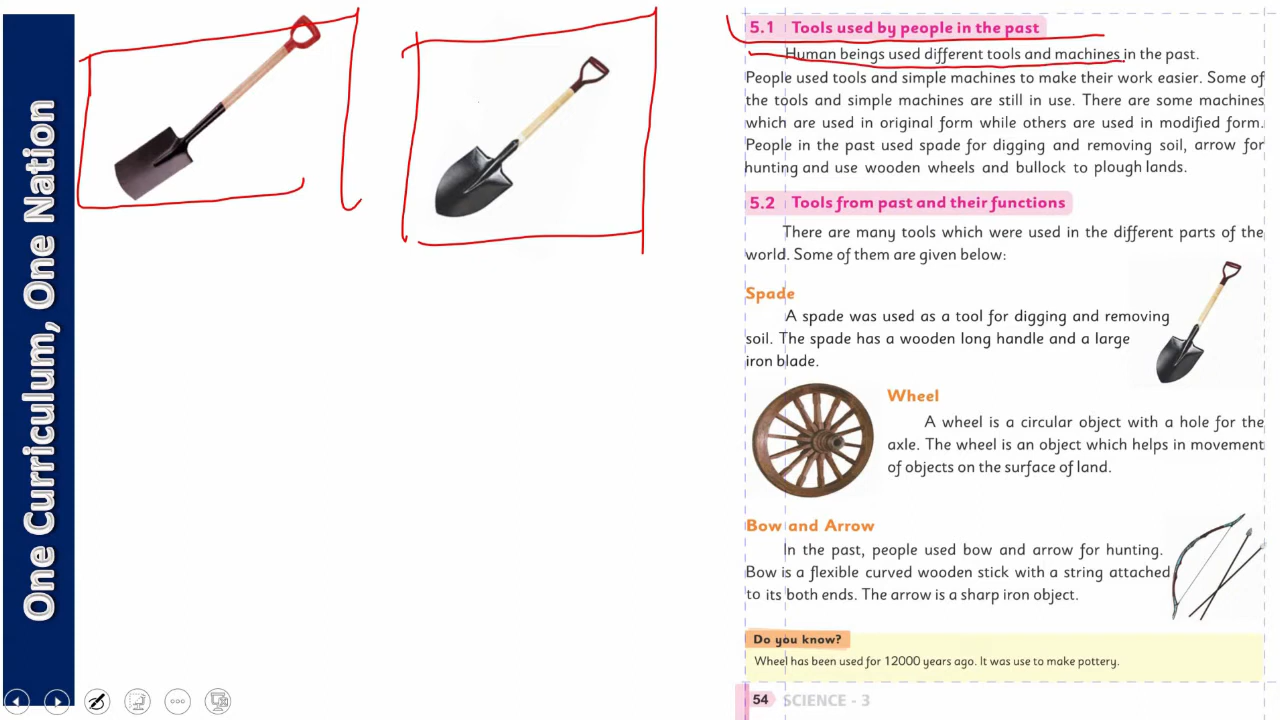 One Curriculum, One Nation
5.1 Tools used by people in the past
Human beings used different tools and machines in the past.
People used tools and simple machines to make their work easier. Some of
the tools and simple machines are still in use. There are some machines
which are used in original form while others are used in modified form.
People in the past used spade for digging and removing soil, arrow for
hunting and use wooden wheels and bullock to plough lands.
5.2 Tools from past and their functions
There are many tools which were used in the different parts of the
world. Some of them are given below:
Spade
A spade was used as a tool for digging and removing
soil. The spade has a wooden long handle and a large
iron blade.
Wheel
A wheel is a circular object with a hole for the
axle. The wheel is an object which helps in movement
of objects on the surface of land.
Bow and Arrow
In the past, people used bow and arrow for hunting.
Bow is a flexible curved wooden stick with a string attached
to its both ends. The arrow is a sharp iron object.
Do you know?
Wheel has been used for 12000 years ago. It was use to make pottery.
54 SCIENCE - 3